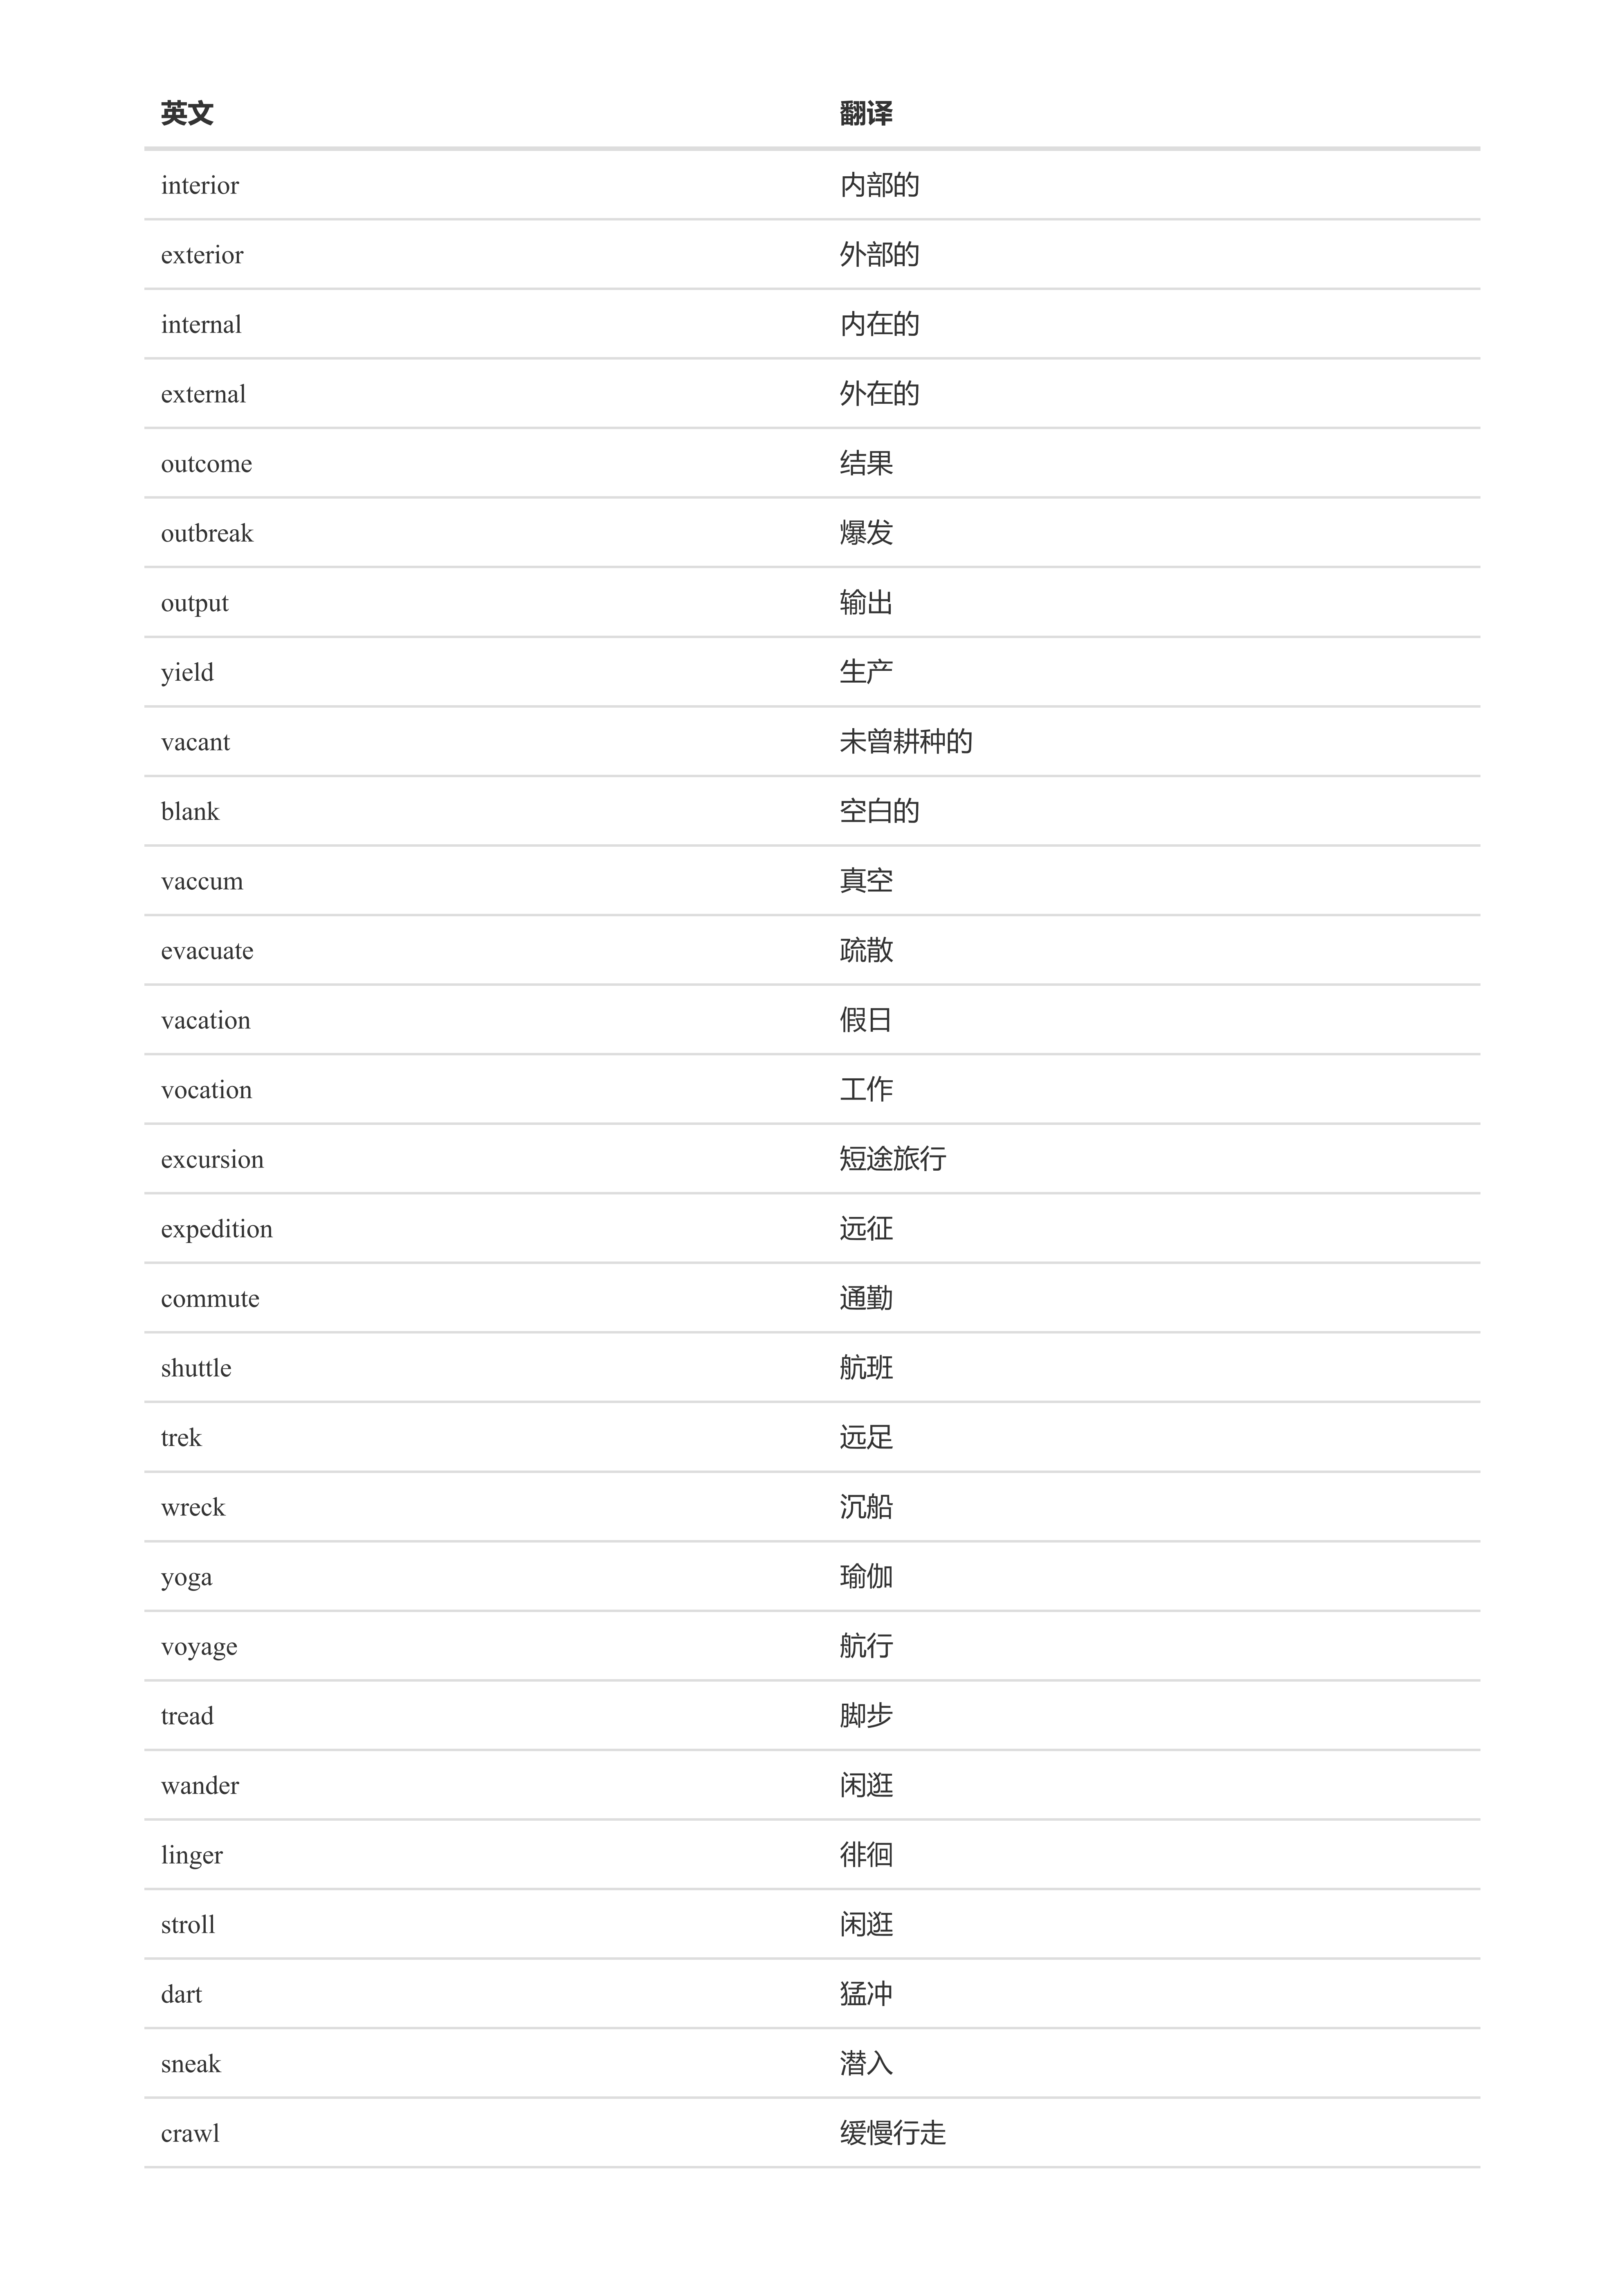 英文 翻译
interior 内部的
exterior 外部的
internal 内在的
external 外在的
outcome 结果
outbreak 爆发
output 输出
yield 生产
vacant 未曾耕种的
blank 空白的
vaccum 真空
evacuate 疏散
vacation 假日
vocation 工作
excursion 短途旅行
expedition 远征
commute 通勤
shuttle 航班
trek 远足
wreck 沉船
yoga 瑜伽
voyage 航行
tread 脚步
wander 闲逛
linger 徘徊
stroll 闲逛
dart 猛冲
sneak 潜入
crawl 缓慢行走